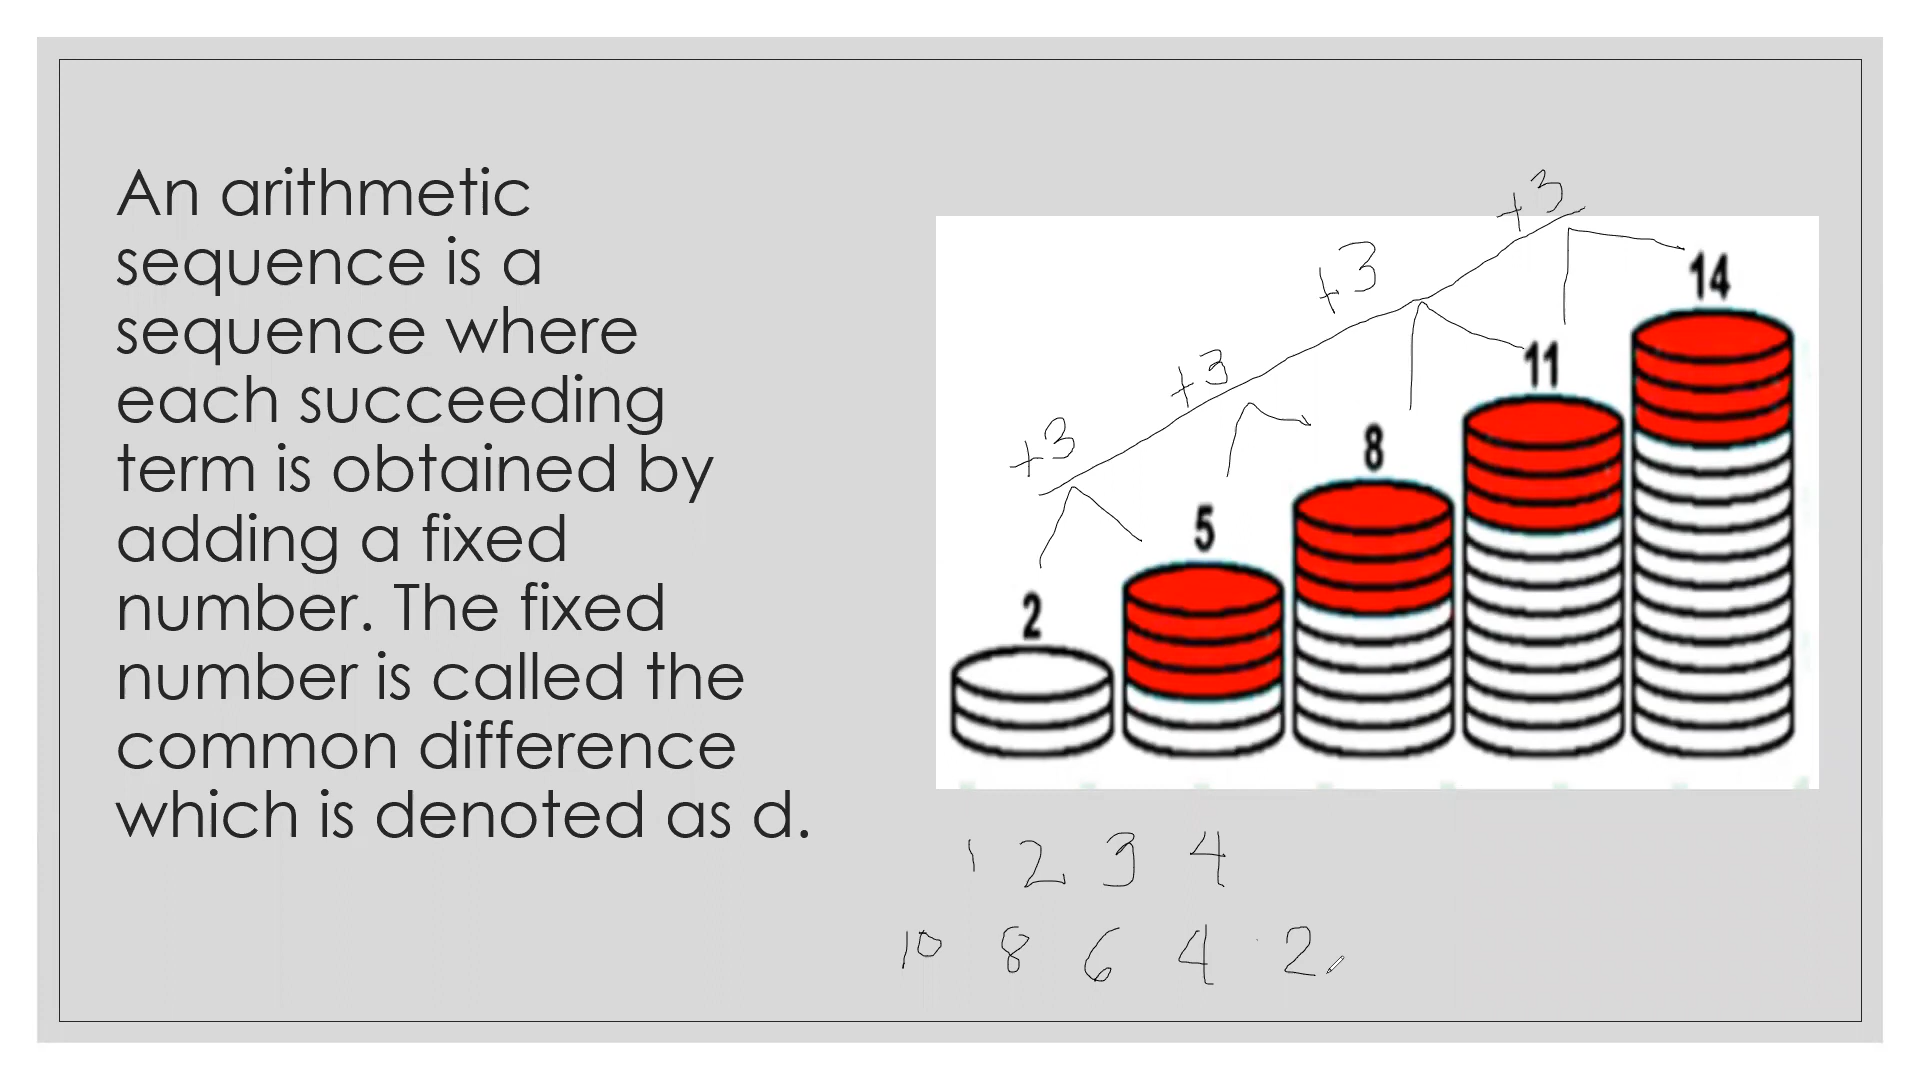 An arithmetic
sequence is a
sequence where
each succeeding
term is obtained by
adding a fixed
number. The fixed
number is called the
common difference
which is denoted as d.
+3
+3
+3
+3
14
11
8
5
2
1 2 3 4
10 8 6 4 2